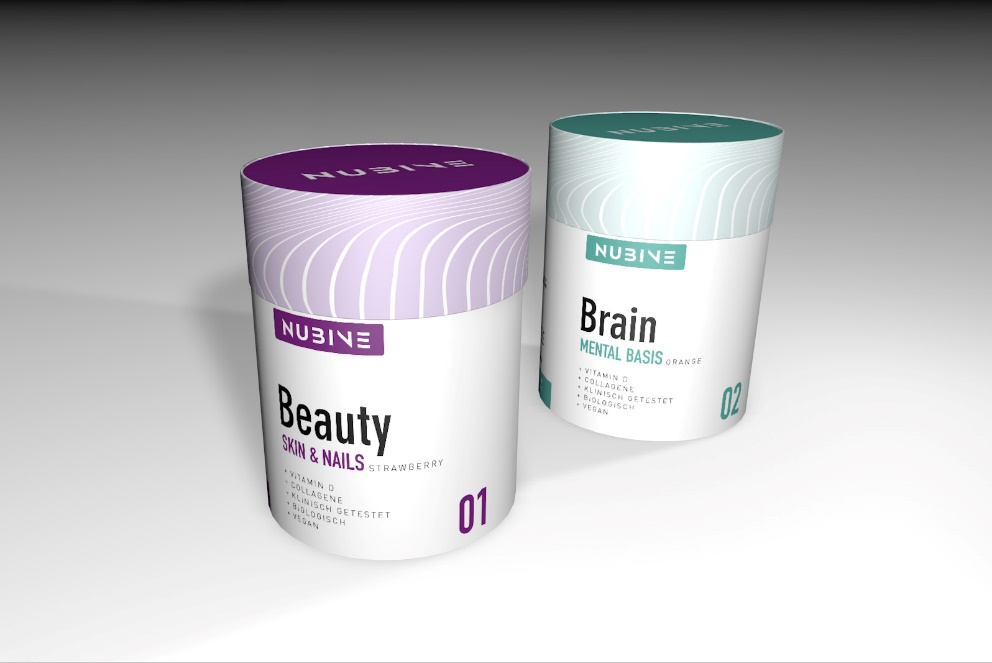 NUBINE
NUBINE
Beauty
SKIN & NAILS STRAWBERRY
• VITAMIN D
• COLLAGENE
• KLINISCH GETESTET
• BIOLOGISCH
• VEGAN
01
NUBINE
NUBINE
Brain
MENTAL BASIS ORANGE
• VITAMIN D
• COLLAGENE
• KLINISCH GETESTET
• BIOLOGISCH
• VEGAN
02